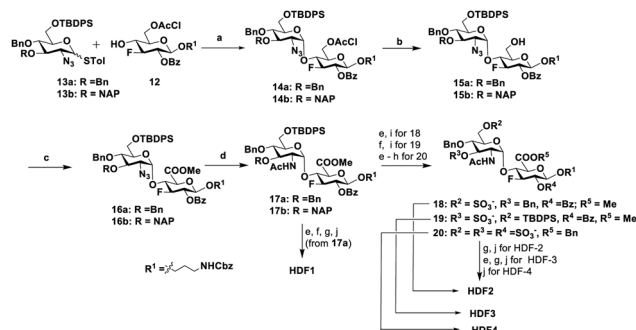 OTBDPS
BnO
RO
O
N₃
STol
13a: R =Bn
13b: R = NAP
+
OAcCl
HO
F
O
OR¹
OBz
12
a
OTBDPS
BnO
RO
O
N₃
OAcCl
O
F
O
OR¹
OBz
14a: R =Bn
14b: R = NAP
b
OTBDPS
BnO
RO
O
N₃
OH
O
F
O
OR¹
OBz
15a: R =Bn
15b: R = NAP
c
OTBDPS
BnO
RO
O
N₃
COOMe
O
F
O
OR¹
OBz
16a: R =Bn
16b: R = NAP
d
OTBDPS
BnO
RO
O
AcHN
COOMe
O
F
O
OR¹
OBz
17a: R =Bn
17b: R = NAP
e, i for 18
f, i for 19
e - h for 20
OR²
BnO
R³O
O
AcHN
COOR⁵
O
F
O
OR¹
OR⁴
18: R² = SO₃⁻, R³ = Bn, R⁴ =Bz; R⁵ = Me
19: R³ = SO₃⁻, R² = TBDPS, R⁴ =Bz, R⁵ = Me
20: R² = R³ = R⁴ =SO₃⁻, R⁵ = Bn
e, f, g, j
(from 17a)
HDF1
g, j for HDF-2
e, g, j for HDF-3
j for HDF-4
R¹ =
NHCbz
HDF2
HDF3
HDF4